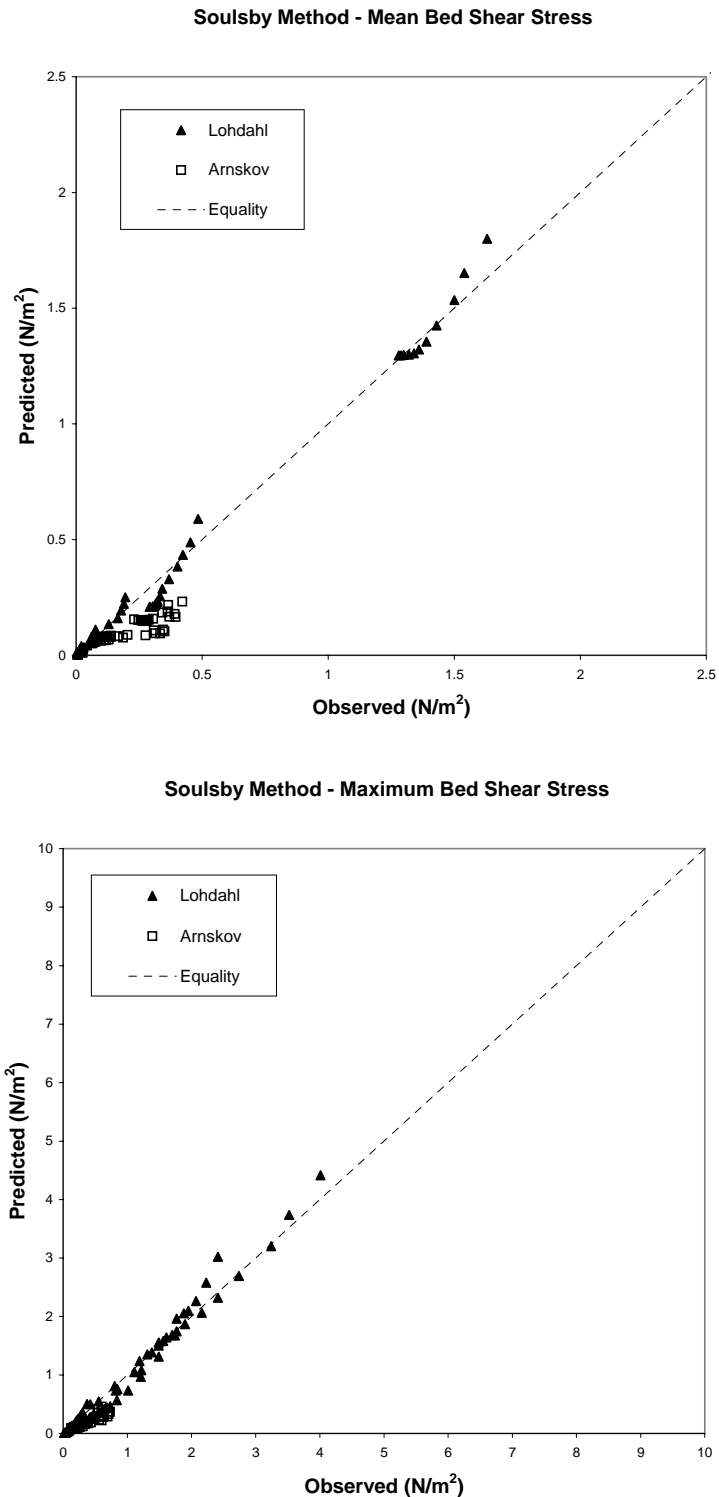 Soulsby Method - Mean Bed Shear Stress
2.5
2
1.5
1
0.5
0
Predicted (N/m²)
Lohdahl
Arnskov
Equality
0 0.5 1 1.5 2 2.5
Observed (N/m²)
Soulsby Method - Maximum Bed Shear Stress
10
9
8
7
6
5
4
3
2
1
0
Predicted (N/m²)
Lohdahl
Arnskov
Equality
0 1 2 3 4 5 6 7 8 9 10
Observed (N/m²)